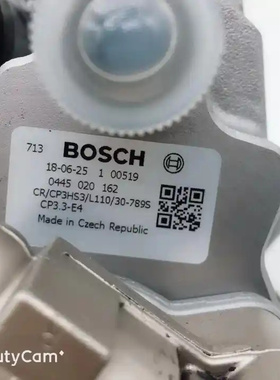 713 BOSCH
18-06-25 1 00519
0445 020 162
CR/CP3HS3/L110/30-789S
CP3.3-E4
Made in Czech Republic
utyCam